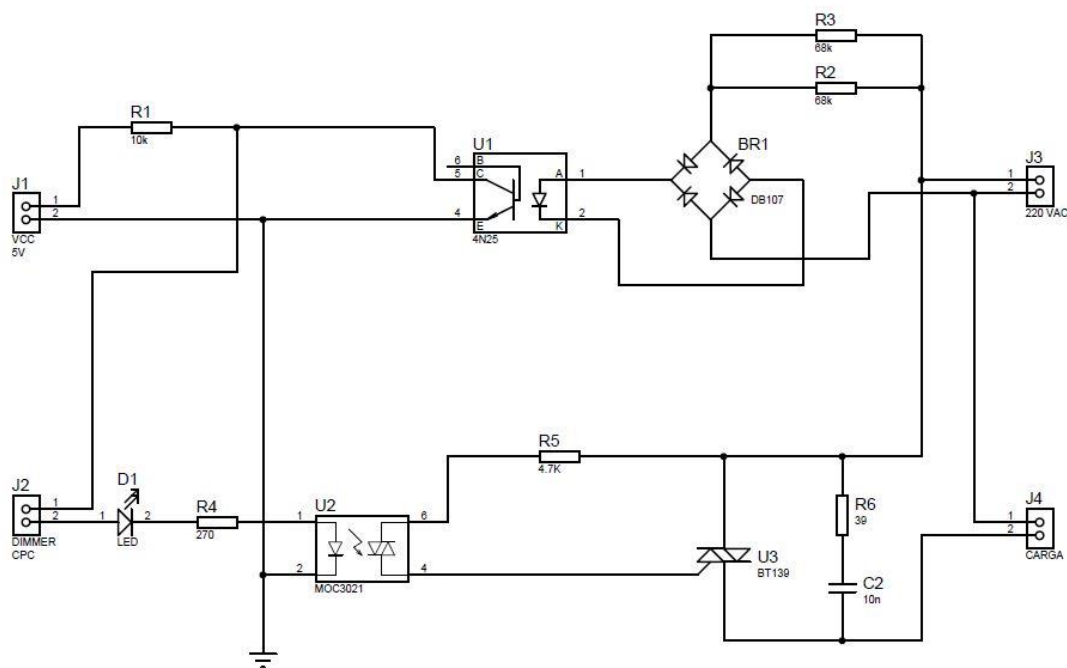 R3
68k
R2
68k
R1
10k
U1
6
B
5
C
4
E
A
1
K
2
4N25
BR1
DB107
J1
1
2
VCC
5V
J3
1
2
220 VAC
J2
1
2
DIMMER
CPC
D1
1
2
LED
R4
270
U2
1
2
6
4
MOC3021
R5
4.7K
U3
BT139
R6
39
C2
10n
J4
1
2
CARGA